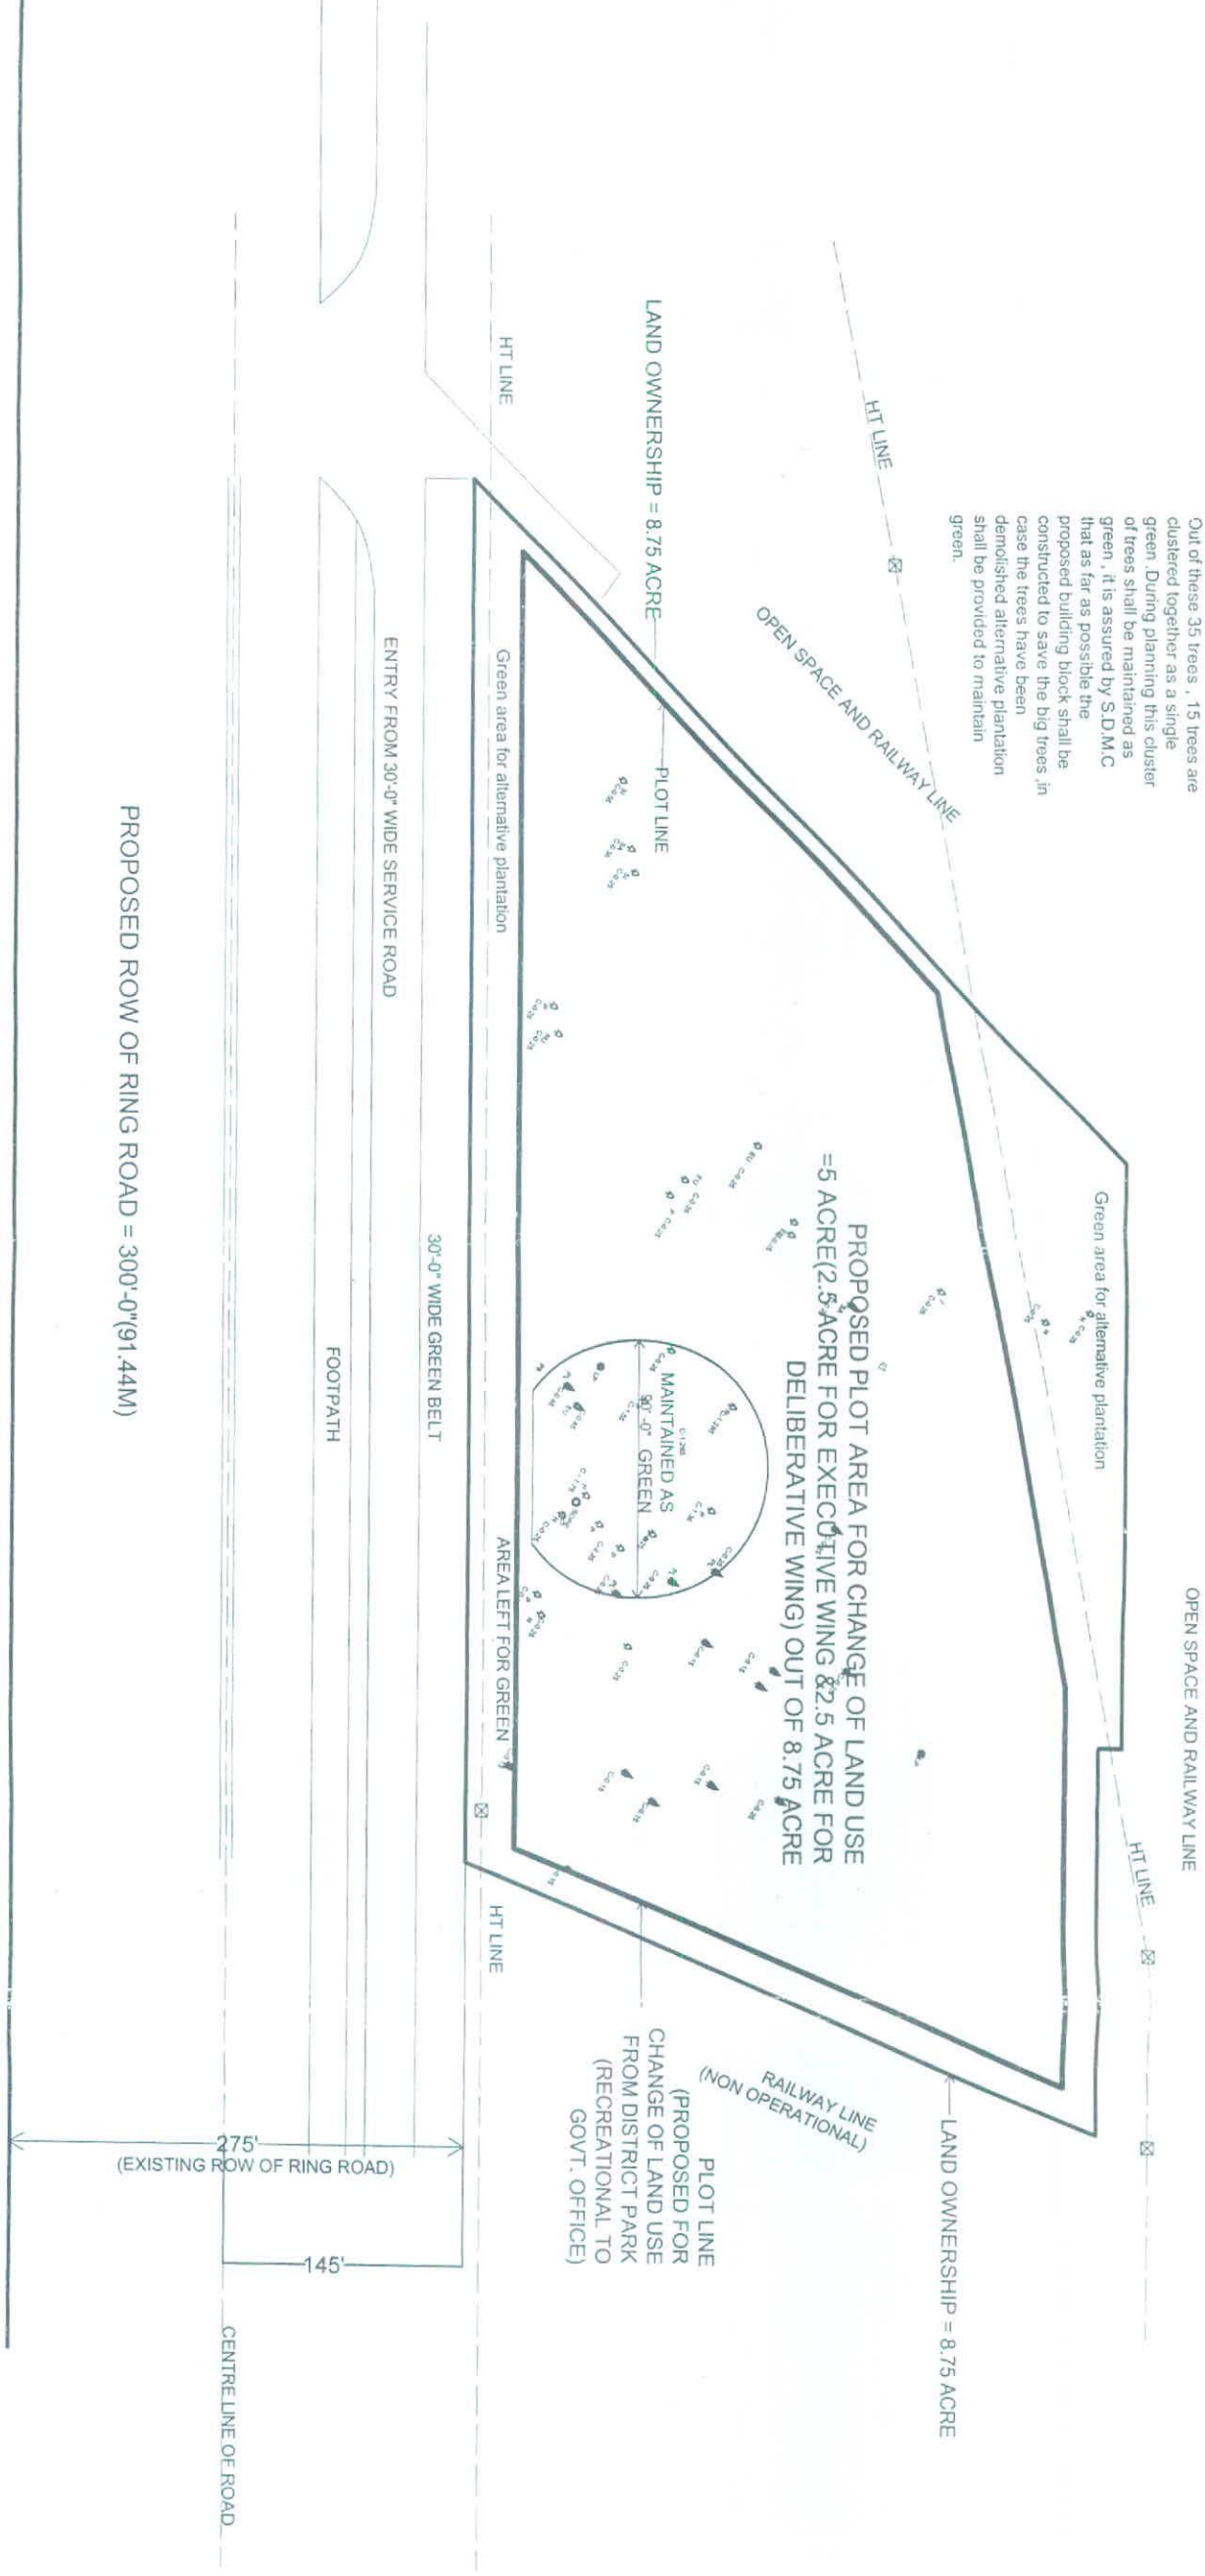 Out of these 35 trees , 15 trees are
clustered together as a single
green .During planning this cluster
of trees shall be maintained as
green , it is assured by S.D.M.C
that as far as possible the
proposed building block shall be
constructed to save the big trees ,in
case the trees have been
demolished alternative plantation
shall be provided to maintain
green.
OPEN SPACE AND RAILWAY LINE
HT LINE
Green area for alternative plantation
HT LINE
OPEN SPACE AND RAILWAY LINE
LAND OWNERSHIP = 8.75 ACRE
LAND OWNERSHIP = 8.75 ACRE
PLOT LINE
PROPOSED PLOT AREA FOR CHANGE OF LAND USE
=5 ACRE(2.5 ACRE FOR EXECUTIVE WING &2.5 ACRE FOR
DELIBERATIVE WING) OUT OF 8.75 ACRE
RAILWAY LINE
(NON OPERATIONAL)
PLOT LINE
(PROPOSED FOR
CHANGE OF LAND USE
FROM DISTRICT PARK
(RECREATIONAL TO
GOVT. OFFICE)
MAINTAINED AS
90'-0" GREEN
HT LINE
Green area for alternative plantation
AREA LEFT FOR GREEN
HT LINE
30'-0" WIDE GREEN BELT
ENTRY FROM 30'-0" WIDE SERVICE ROAD
FOOTPATH
275'
(EXISTING ROW OF RING ROAD)
145'
CENTRE LINE OF ROAD
PROPOSED ROW OF RING ROAD = 300'-0"(91.44M)